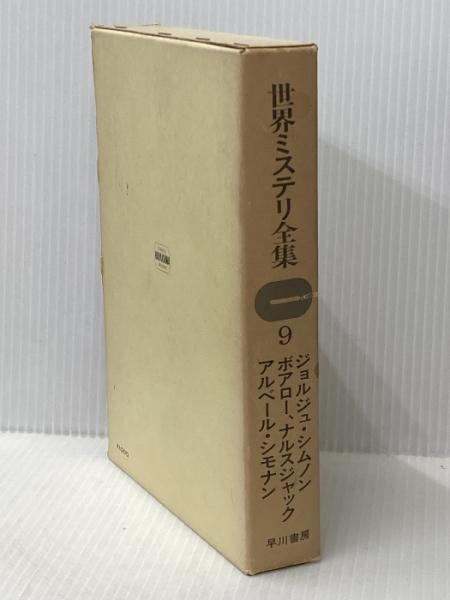 世界ミステリ全集
9
ジョルジュ・シムノン
ボアロー、ナルスジャック
アルベール・シモナン
早川書房